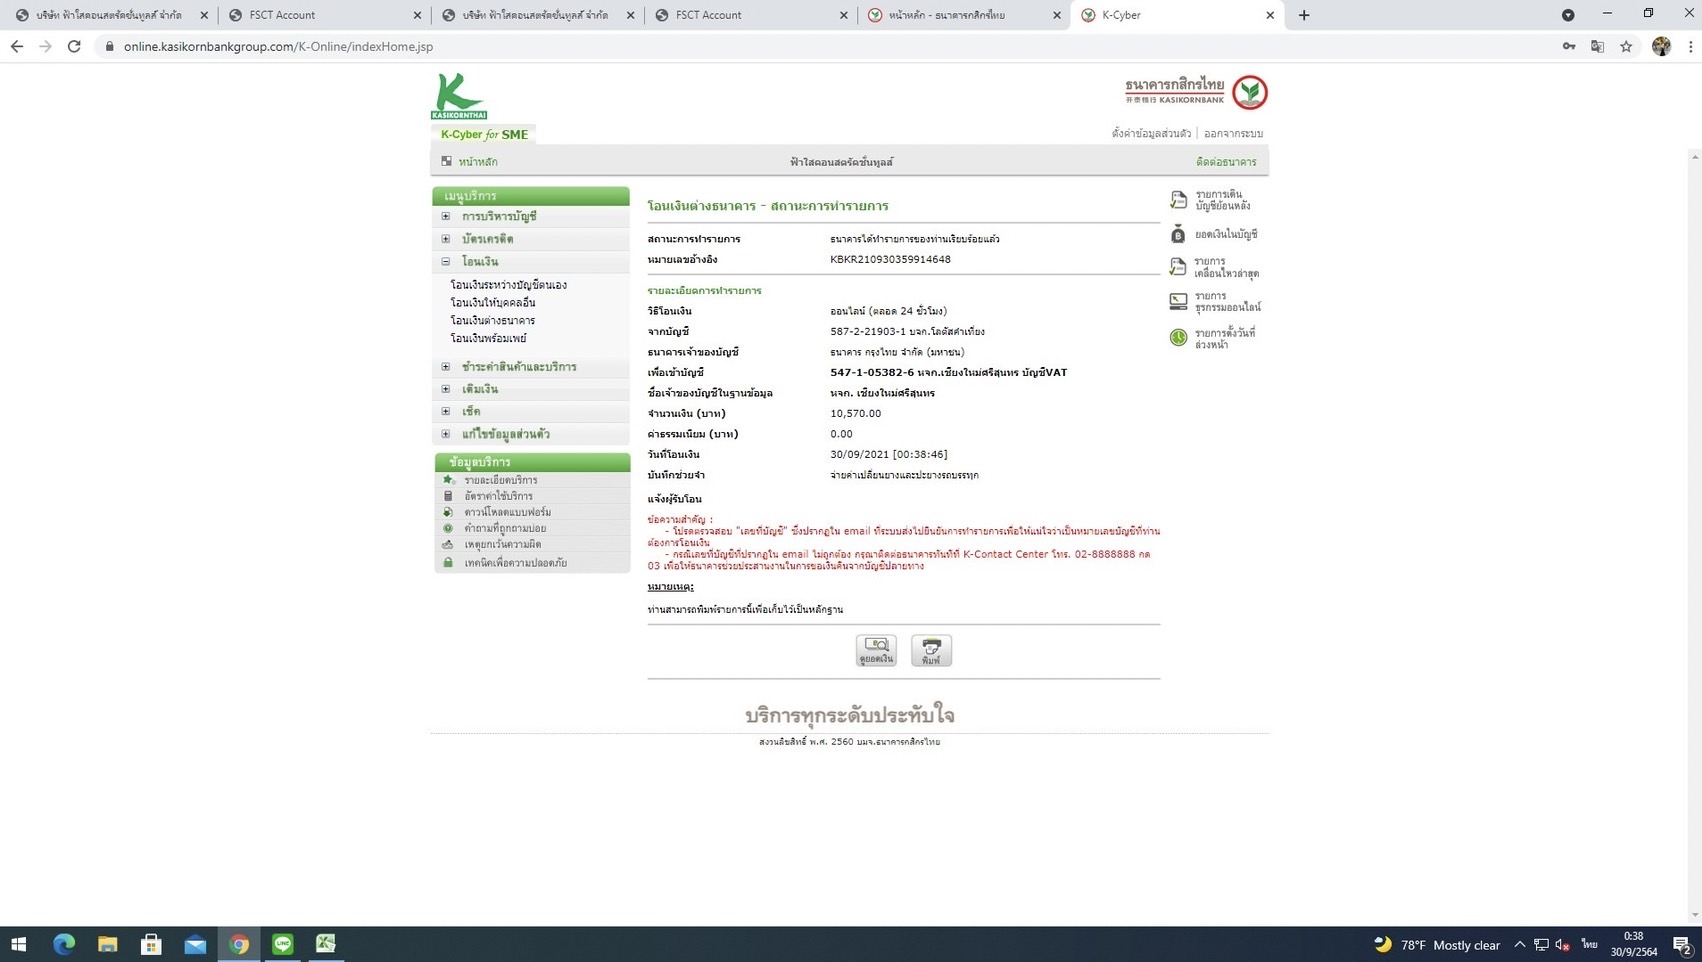 บริษัท ฟ้าใสคอนสตรัคชั่นทูลส์ จำกัด
FSCT Account
บริษัท ฟ้าใสคอนสตรัคชั่นทูลส์ จำกัด
FSCT Account
หน้าหลัก - ธนาคารกสิกรไทย
K-Cyber
online.kasikornbankgroup.com/K-Online/indexHome.jsp
KASIKORNTHAI
ธนาคารกสิกรไทย
开泰银行 KASIKORNBANK
K-Cyber for SME
ตั้งค่าข้อมูลส่วนตัว
ออกจากระบบ
หน้าหลัก
ฟ้าใสคอนสตรัคชั่นทูลส์
ติดต่อธนาคาร
เมนูบริการ
การบริหารบัญชี
บัตรเครดิต
โอนเงิน
โอนเงินระหว่างบัญชีตนเอง
โอนเงินให้บุคคลอื่น
โอนเงินต่างธนาคาร
โอนเงินพร้อมเพย์
ชำระค่าสินค้าและบริการ
เติมเงิน
เช็ค
แก้ไขข้อมูลส่วนตัว
ข้อมูลบริการ
รายละเอียดบริการ
อัตราค่าใช้บริการ
ดาวน์โหลดแบบฟอร์ม
คำถามที่ถูกถามบ่อย
เหตุยกเว้นความผิด
เทคนิคเพื่อความปลอดภัย
โอนเงินต่างธนาคาร - สถานะการทำรายการ
สถานะการทำรายการ ธนาคารได้ทำรายการของท่านเรียบร้อยแล้ว
หมายเลขอ้างอิง KBKR210930359914648
รายละเอียดการทำรายการ
วิธีโอนเงิน ออนไลน์ (ตลอด 24 ชั่วโมง)
จากบัญชี 587-2-21903-1 บจก.โลตัสคำเที่ยง
ธนาคารเจ้าของบัญชี ธนาคาร กรุงไทย จำกัด (มหาชน)
เพื่อเข้าบัญชี 547-1-05382-6 หจก.เชียงใหม่ศรีสุนทร บัญชีVAT
ชื่อเจ้าของบัญชีในฐานข้อมูล หจก. เชียงใหม่ศรีสุนทร
จำนวนเงิน (บาท) 10,570.00
ค่าธรรมเนียม (บาท) 0.00
วันที่โอนเงิน 30/09/2021 [00:38:46]
บันทึกช่วยจำ จ่ายค่าเปลี่ยนยางและปะยางรถบรรทุก
แจ้งผู้รับโอน
ข้อความสำคัญ :
- โปรดตรวจสอบ "เลขที่บัญชี" ซึ่งปรากฏใน email ที่ระบบส่งไปยืนยันการทำรายการเพื่อให้แน่ใจว่าเป็นหมายเลขบัญชีที่ท่าน
ต้องการโอนเงิน
- กรณีเลขที่บัญชีที่ปรากฏใน email ไม่ถูกต้อง กรุณาติดต่อธนาคารทันทีที่ K-Contact Center โทร. 02-8888888 กด
03 เพื่อให้ธนาคารช่วยประสานงานในการขอเงินคืนจากบัญชีปลายทาง
หมายเหตุ:
ท่านสามารถพิมพ์รายการนี้เพื่อเก็บไว้เป็นหลักฐาน
ดูยอดเงิน
พิมพ์
รายการเดิน
บัญชีย้อนหลัง
ยอดเงินในบัญชี
รายการ
เคลื่อนไหวล่าสุด
รายการ
ธุรกรรมออนไลน์
รายการตั้งวันที่
ล่วงหน้า
บริการทุกระดับประทับใจ
สงวนลิขสิทธิ์ พ.ศ. 2560 บมจ.ธนาคารกสิกรไทย
78°F Mostly clear
ไทย
0:38
30/9/2564
2